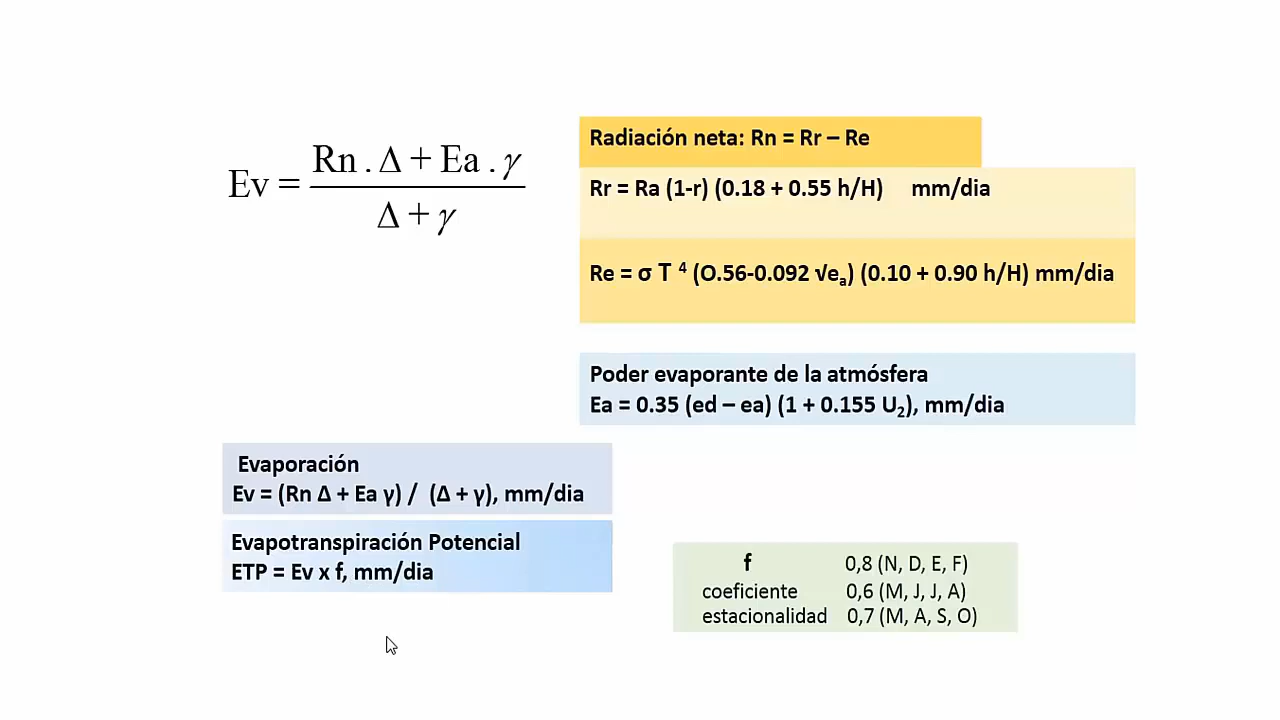 Ev = (Rn . Δ + Ea . γ) / (Δ + γ)
Radiación neta: Rn = Rr – Re
Rr = Ra (1-r) (0.18 + 0.55 h/H) mm/dia
Re = σ T ⁴ (O.56-0.092 √eₐ) (0.10 + 0.90 h/H) mm/dia
Poder evaporante de la atmósfera
Ea = 0.35 (ed – ea) (1 + 0.155 U₂), mm/dia
Evaporación
Ev = (Rn Δ + Ea γ) / (Δ + γ), mm/dia
Evapotranspiración Potencial
ETP = Ev x f, mm/dia
f 0,8 (N, D, E, F)
coeficiente 0,6 (M, J, J, A)
estacionalidad 0,7 (M, A, S, O)